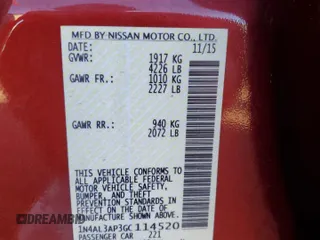 MFD BY NISSAN MOTOR CO., LTD.
DATE: 11/15
GVWR: 1917 KG
4226 LB
GAWR FR.: 1010 KG
2227 LB
GAWR RR.: 940 KG
2072 LB
THIS VEHICLE CONFORMS TO ALL
APPLICABLE FEDERAL MOTOR
VEHICLE SAFETY, BUMPER, AND
THEFT PREVENTION STANDARDS
IN EFFECT ON THE DATE OF
MANUFACTURE SHOWN ABOVE.
1N4AL3AP3GC114520
PASSENGER CAR 221
DREAMBID